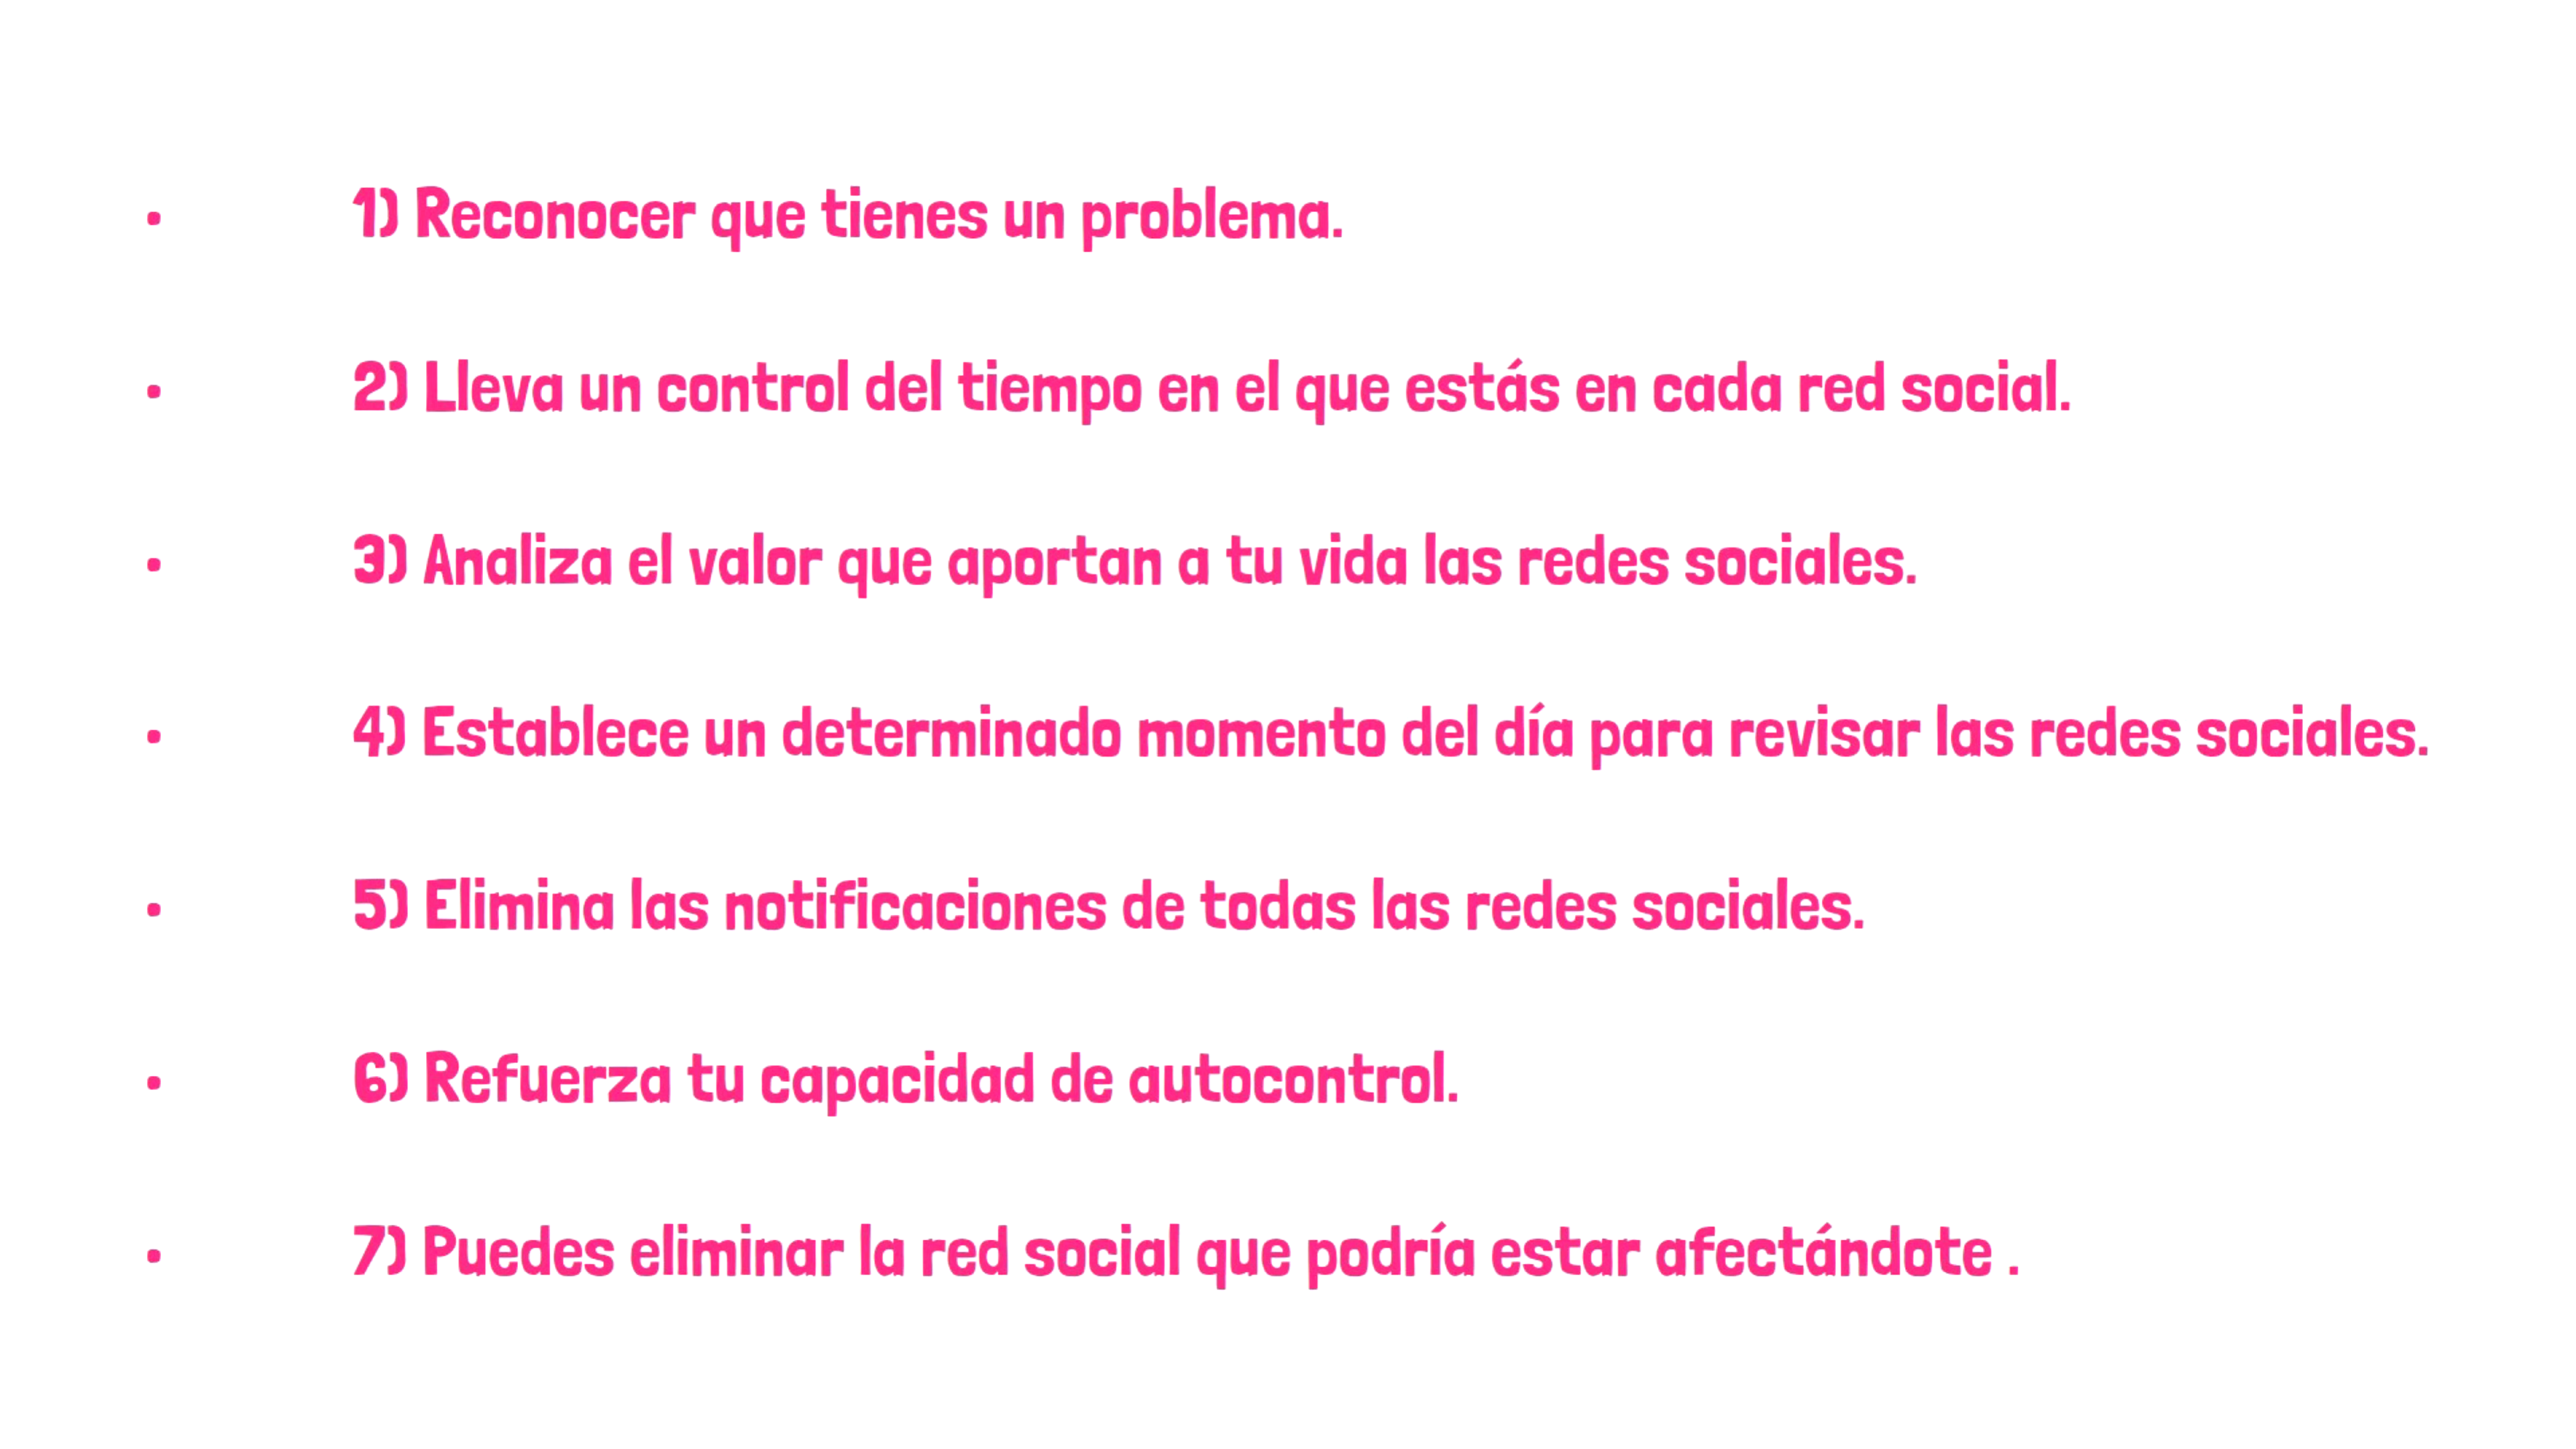 • 1) Reconocer que tienes un problema.
• 2) Lleva un control del tiempo en el que estás en cada red social.
• 3) Analiza el valor que aportan a tu vida las redes sociales.
• 4) Establece un determinado momento del día para revisar las redes sociales.
• 5) Elimina las notificaciones de todas las redes sociales.
• 6) Refuerza tu capacidad de autocontrol.
• 7) Puedes eliminar la red social que podría estar afectándote .